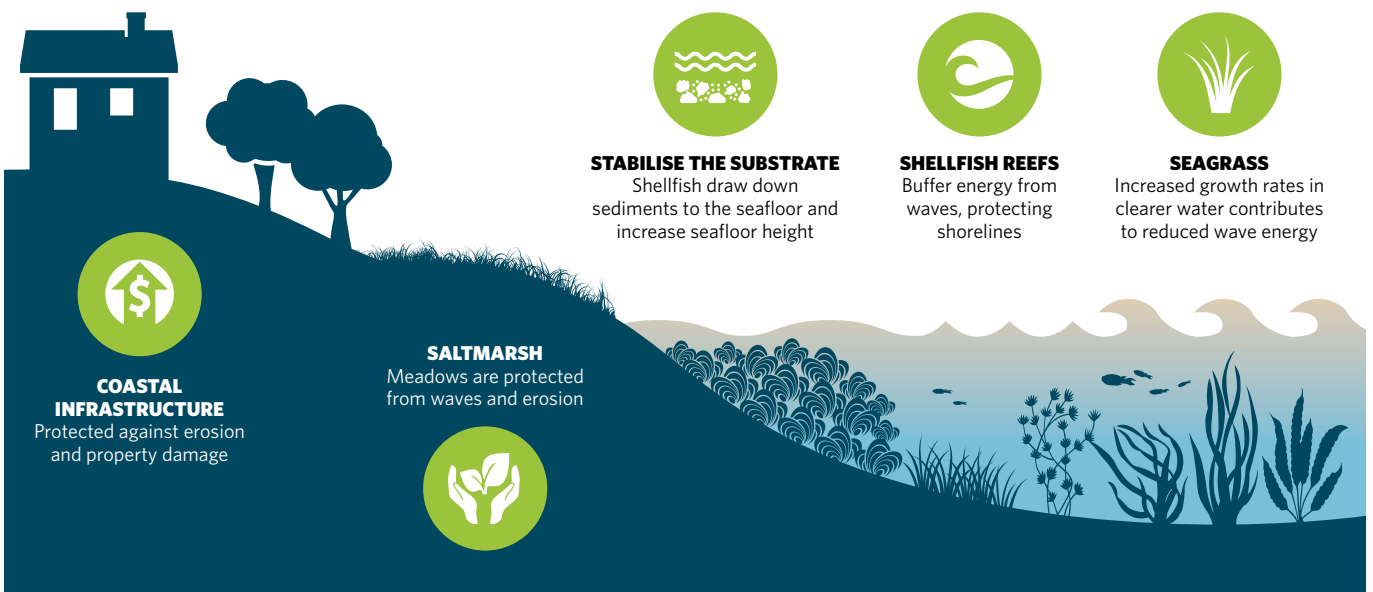 STABILISE THE SUBSTRATE
Shellfish draw down
sediments to the seafloor and
increase seafloor height
SHELLFISH REEFS
Buffer energy from
waves, protecting
shorelines
SEAGRASS
Increased growth rates in
clearer water contributes
to reduced wave energy
$
COASTAL
INFRASTRUCTURE
Protected against erosion
and property damage
SALTMARSH
Meadows are protected
from waves and erosion